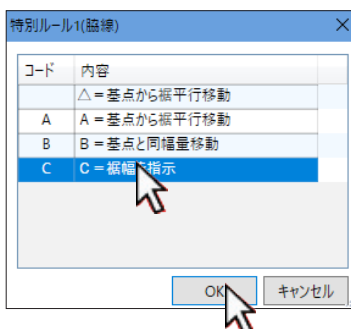 特別ルール1(脇線)
コード 内容
△＝基点から裾平行移動
A A＝基点から裾平行移動
B B＝基点と同幅量移動
C C＝裾幅を指示
OK キャンセル